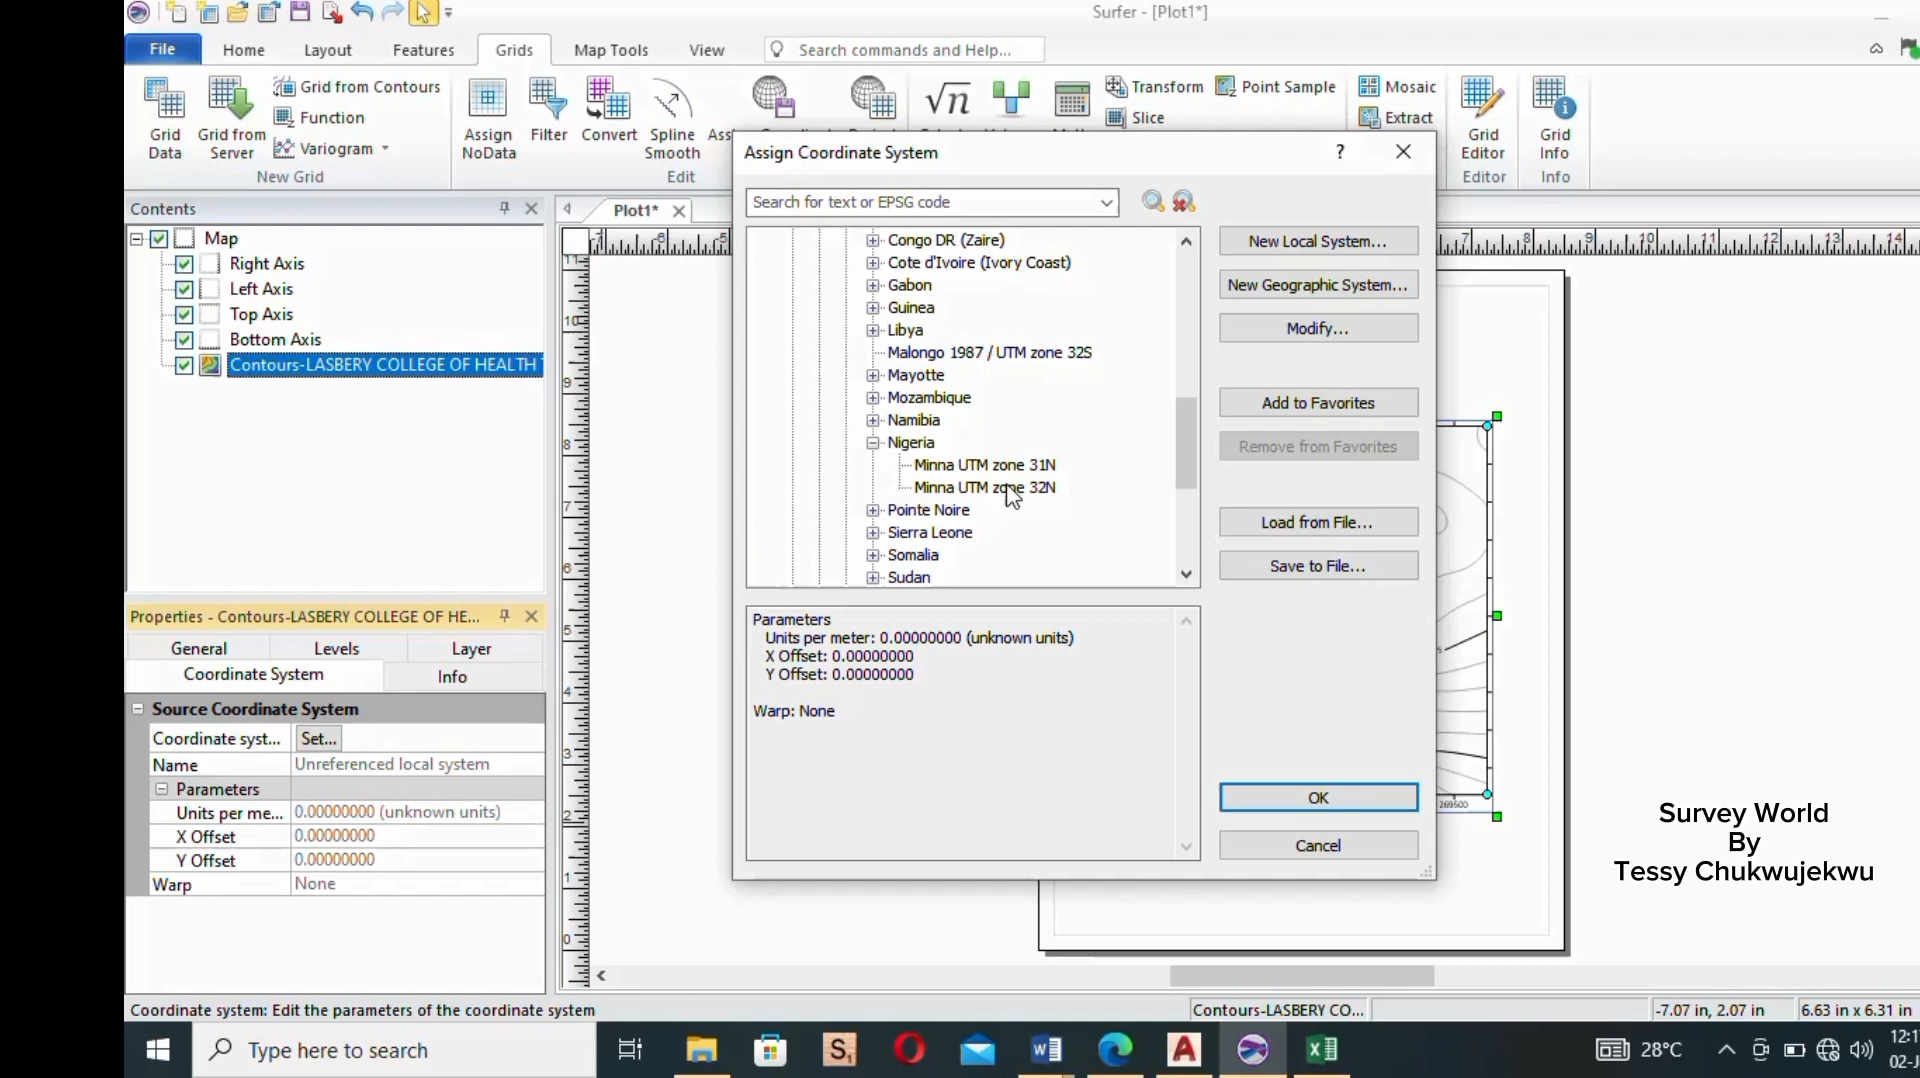 Surfer - [Plot1*]
File
Home
Layout
Features
Grids
Map Tools
View
Search commands and Help...
Grid Data
Grid from Server
Grid from Contours
Function
Variogram
New Grid
Assign NoData
Filter
Convert
Spline Smooth
Edit
Transform
Point Sample
Slice
Mosaic
Extract
Grid Editor
Editor
Grid Info
Info
Contents
Map
Right Axis
Left Axis
Top Axis
Bottom Axis
Contours-LASBERY COLLEGE OF HEALTH
Plot1*
Assign Coordinate System
Search for text or EPSG code
Congo DR (Zaire)
Cote d'Ivoire (Ivory Coast)
Gabon
Guinea
Libya
Malongo 1987 / UTM zone 32S
Mayotte
Mozambique
Namibia
Nigeria
Minna UTM zone 31N
Minna UTM zone 32N
Pointe Noire
Sierra Leone
Somalia
Sudan
New Local System...
New Geographic System...
Modify...
Add to Favorites
Remove from Favorites
Load from File...
Save to File...
OK
Cancel
Parameters
Units per meter: 0.00000000 (unknown units)
X Offset: 0.00000000
Y Offset: 0.00000000
Warp: None
Properties - Contours-LASBERY COLLEGE OF HE...
General
Levels
Layer
Coordinate System
Info
Source Coordinate System
Coordinate syst...
Set...
Name
Unreferenced local system
Parameters
Units per me...
0.00000000 (unknown units)
X Offset
0.00000000
Y Offset
0.00000000
Warp
None
269500
Survey World
By
Tessy Chukwujekwu
Coordinate system: Edit the parameters of the coordinate system
Contours-LASBERY CO...
-7.07 in, 2.07 in
6.63 in x 6.31 in
Type here to search
28°C